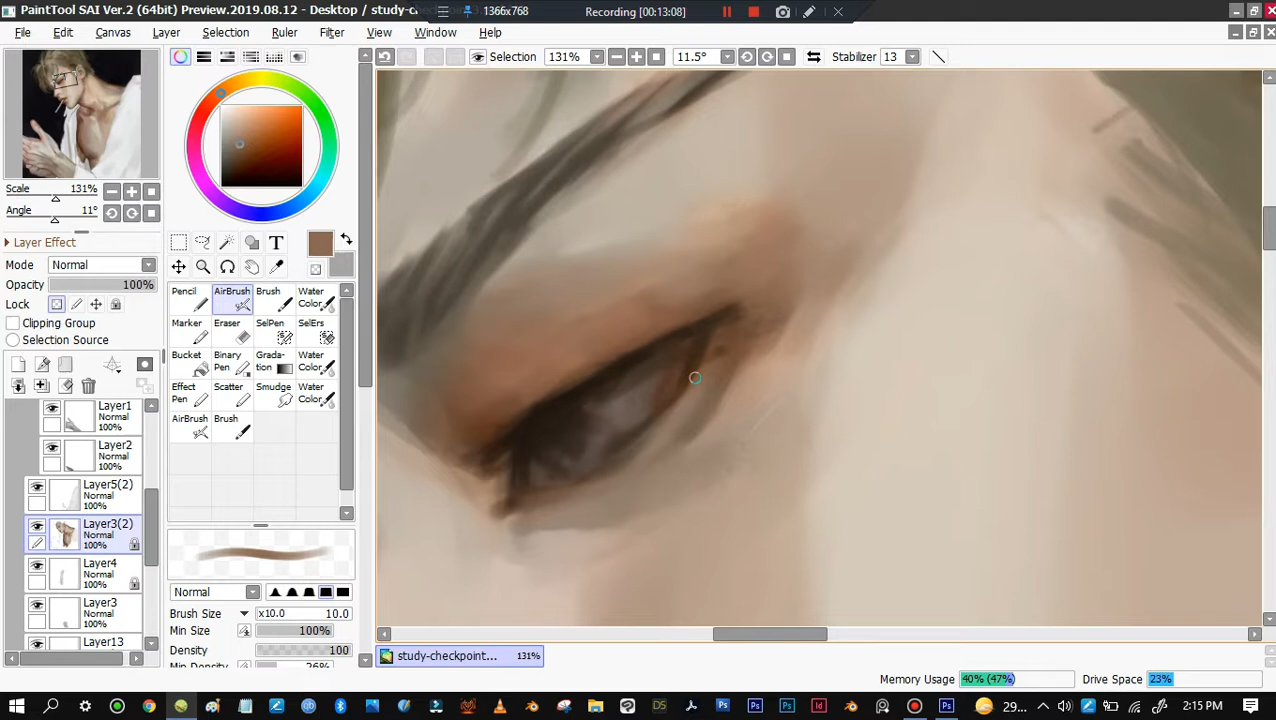 PaintTool SAI Ver.2 (64bit) Preview.2019.08.12 - Desktop / study-c
1366x768
Recording [00:13:08]
File Edit Canvas Layer Selection Ruler Filter View Window Help
Selection 131% 11.5° Stabilizer 13
Scale 131%
Angle 11°
Layer Effect
Mode Normal
Opacity 100%
Lock
Clipping Group
Selection Source
Layer1
Normal
100%
Layer2
Normal
100%
Layer5(2)
Normal
100%
Layer3(2)
Normal
100%
Layer4
Normal
100%
Layer3
Normal
100%
Layer13
Normal
T
Pencil AirBrush Brush Water Color
Marker Eraser SelPen SelErs
Bucket Binary Pen Gradation Water Color
Effect Pen Scatter Smudge Water Color
AirBrush Brush
Normal
Brush Size x10.0 10.0
Min Size 100%
Density 100
Min Density 26%
study-checkpoint... 131%
Memory Usage 40% (47%) Drive Space 23%
29... 2:15 PM